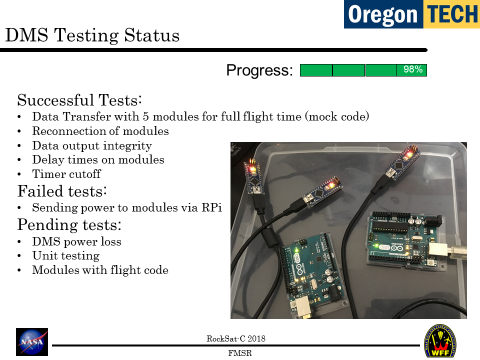 Oregon TECH
DMS Testing Status
Progress: 98%
Successful Tests:
• Data Transfer with 5 modules for full flight time (mock code)
• Reconnection of modules
• Data output integrity
• Delay times on modules
• Timer cutoff
Failed tests:
• Sending power to modules via RPi
Pending tests:
• DMS power loss
• Unit testing
• Modules with flight code
NASA
RockSat-C 2018
FMSR
WFF